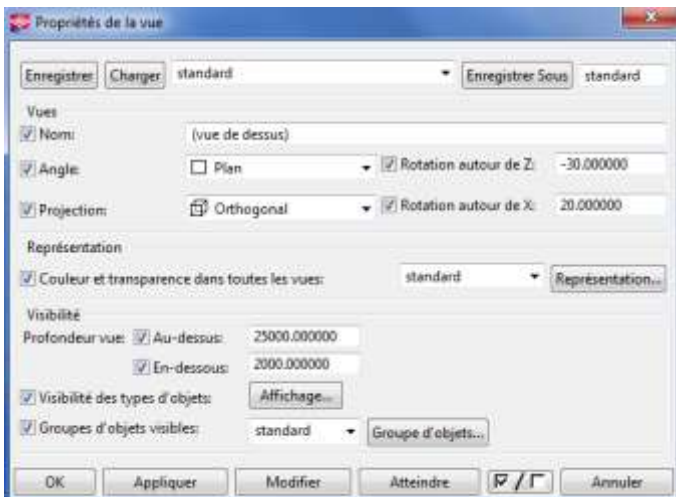 Propriétés de la vue
Enregistrer Charger standard Enregistrer Sous standard
Vues
Nom: (vue de dessus)
Angle: Plan Rotation autour de Z: -30.000000
Projection: Orthogonal Rotation autour de X: 20.000000
Représentation
Couleur et transparence dans toutes les vues: standard Représentation...
Visibilité
Profondeur vue: Au-dessus: 25000.000000
En-dessous: 2000.000000
Visibilité des types d'objets: Affichage...
Groupes d'objets visibles: standard Groupe d'objets...
OK Appliquer Modifier Atteindre / Annuler